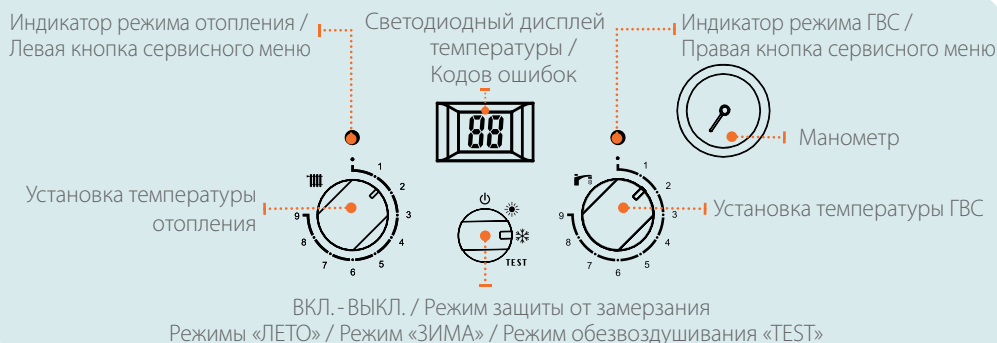 Индикатор режима отопления /
Левая кнопка сервисного меню
Светодиодный дисплей
температуры /
Кодов ошибок
Индикатор режима ГВС /
Правая кнопка сервисного меню
88
Манометр
Установка температуры
отопления
1
2
3
4
5
6
7
8
9
TEST
1
2
3
4
5
6
7
8
9
Установка температуры ГВС
ВКЛ. - ВЫКЛ. / Режим защиты от замерзания
Режимы «ЛЕТО» / Режим «ЗИМА» / Режим обезвоздушивания «TEST»